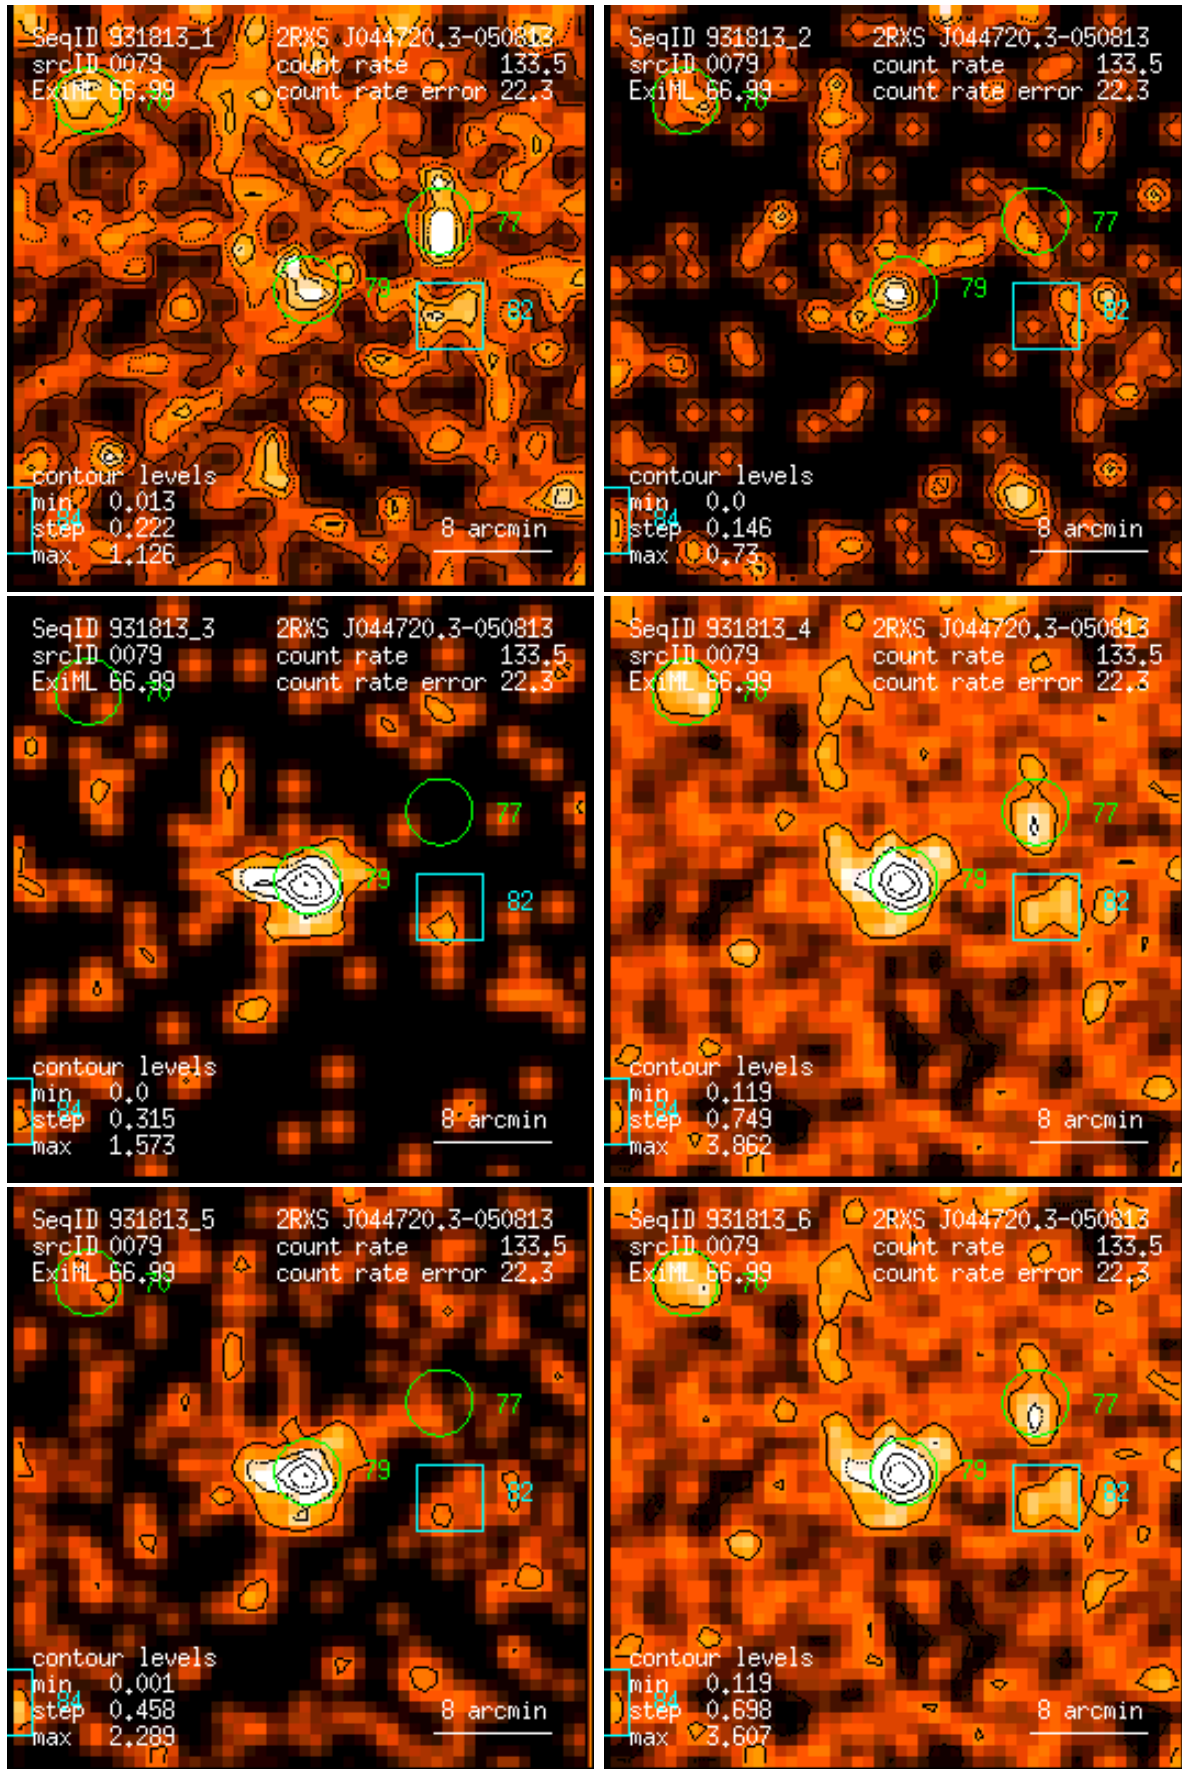 SeqID 931813_1 2RXS J044720.3-050813
srcID 0079 count rate 133.5
ExiML 66.99 count rate error 22.3
70
77
79
82
contour levels
min 0.013
84
step 0.222 8 arcmin
max 1.126
SeqID 931813_2 2RXS J044720.3-050813
srcID 0079 count rate 133.5
ExiML 66.99 count rate error 22.3
70
77
79
82
contour levels
min 0.0
84
step 0.146 8 arcmin
max 0.73
SeqID 931813_3 2RXS J044720.3-050813
srcID 0079 count rate 133.5
ExiML 66.99 count rate error 22.3
70
77
79
82
contour levels
min 0.0
84
step 0.315 8 arcmin
max 1.573
SeqID 931813_4 2RXS J044720.3-050813
srcID 0079 count rate 133.5
ExiML 66.99 count rate error 22.3
70
77
79
82
contour levels
min 0.119
84
step 0.749 8 arcmin
max 3.862
SeqID 931813_5 2RXS J044720.3-050813
srcID 0079 count rate 133.5
ExiML 66.99 count rate error 22.3
70
77
79
82
contour levels
min 0.001
84
step 0.458 8 arcmin
max 2.289
SeqID 931813_6 2RXS J044720.3-050813
srcID 0079 count rate 133.5
ExiML 66.99 count rate error 22.3
70
77
79
82
contour levels
min 0.119
84
step 0.698 8 arcmin
max 3.607